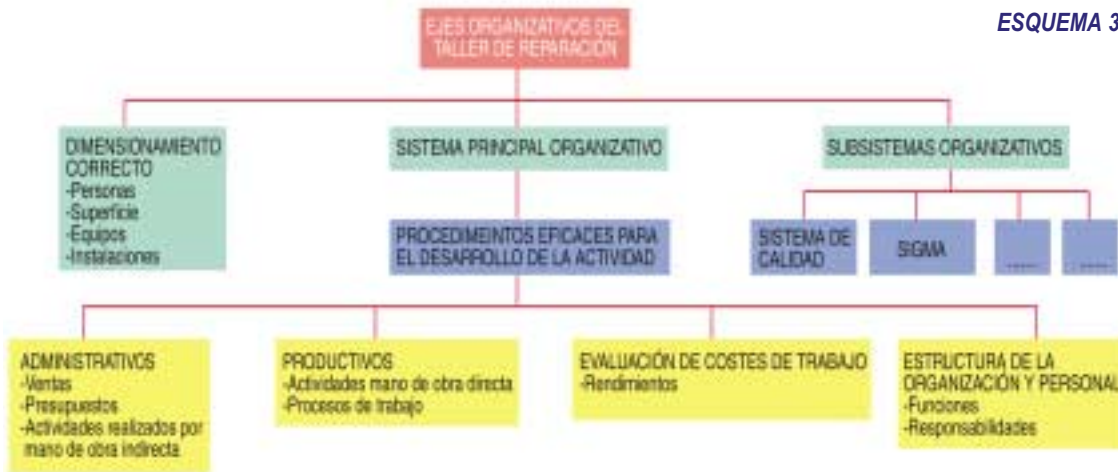 ESQUEMA 3
EJES ORGANIZATIVOS DEL
TALLER DE REPARACIÓN
DIMENSIONAMIENTO
CORRECTO
-Personas
-Superficie
-Equipos
-Instalaciones
SISTEMA PRINCIPAL ORGANIZATIVO
SUBSISTEMAS ORGANIZATIVOS
PROCEDIMEINTOS EFICACES PARA
EL DESARROLLO DE LA ACTIVIDAD
SISTEMA DE
CALIDAD
SIGMA
......
......
ADMINISTRATIVOS
-Ventas
-Presupuestos
-Actividades realizados por
mano de obra indirecta
PRODUCTIVOS
-Actividades mano de obra directa
-Procesos de trabajo
EVALUACIÓN DE COSTES DE TRABAJO
-Rendimientos
ESTRUCTURA DE LA
ORGANIZACIÓN Y PERSONAL
-Funciones
-Responsabilidades